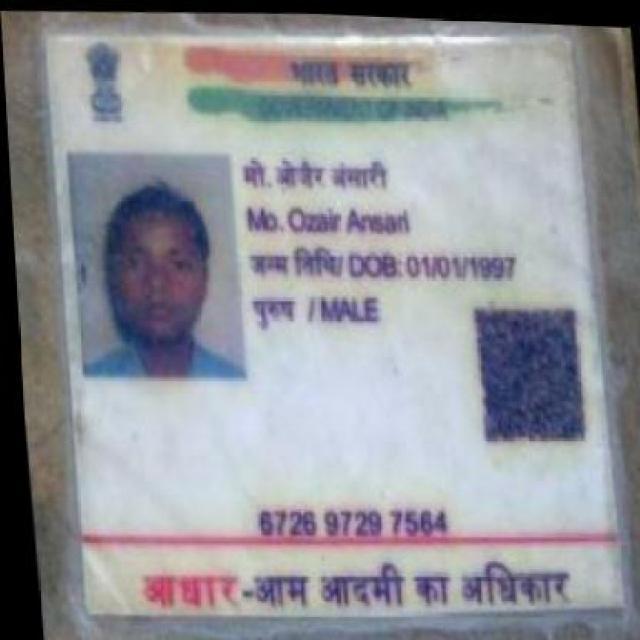 भारत सरकार
GOVERNMENT OF INDIA
मो. ओजैर अंसारी
Mo. Ozair Ansari
जन्म तिथि/ DOB: 01/01/1997
पुरुष / MALE
6726 9729 7564
आधार-आम आदमी का अधिकार